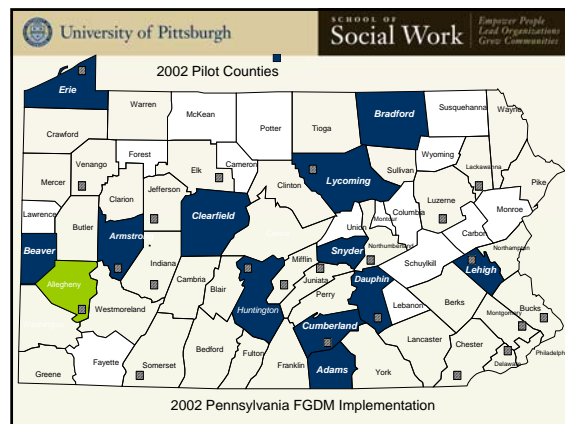 University of Pittsburgh
SCHOOL OF
Social Work
Empower People
Lead Organizations
Grow Communities
2002 Pilot Counties
Erie
Warren
McKean
Potter
Tioga
Bradford
Susquehanna
Wayne
Crawford
Forest
Elk
Cameron
Wyoming
Sullivan
Lackawanna
Pike
Venango
Mercer
Clarion
Jefferson
Clinton
Lycoming
Luzerne
Monroe
Lawrence
Butler
Clearfield
Union
Montour
Columbia
Carbon
Northampton
Beaver
Armstro
Indiana
Snyder
Northumberland
Schuylkill
Lehigh
Allegheny
Cambria
Blair
Mifflin
Juniata
Dauphin
Westmoreland
Huntington
Perry
Lebanon
Berks
Montgomery
Bucks
Cumberland
Lancaster
Chester
Philadelph
Delaware
Fayette
Somerset
Bedford
Fulton
Franklin
Adams
York
Greene
2002 Pennsylvania FGDM Implementation